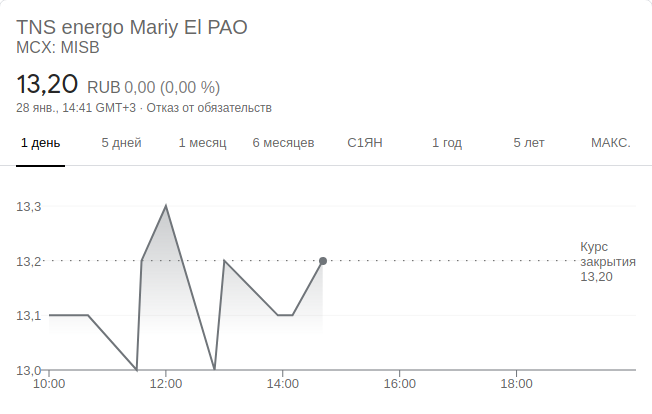 TNS energo Mariy El PAO
MCX: MISB
13,20 RUB 0,00 (0,00 %)
28 янв., 14:41 GMT+3 · Отказ от обязательств
1 день 5 дней 1 месяц 6 месяцев С1ЯН 1 год 5 лет МАКС.
13,3
Курс
13,2 закрытия
13,20
13,1
13,0
10:00 12:00 14:00 16:00 18:00